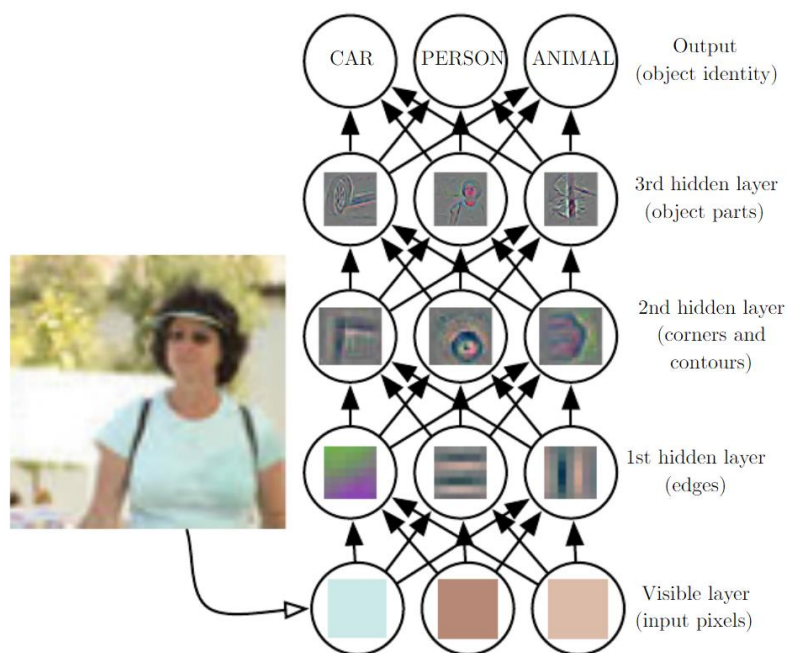 CAR PERSON ANIMAL
Output
(object identity)
3rd hidden layer
(object parts)
2nd hidden layer
(corners and
contours)
1st hidden layer
(edges)
Visible layer
(input pixels)